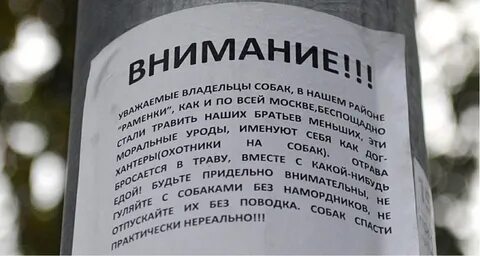 ВНИМАНИЕ!!!
УВАЖАЕМЫЕ ВЛАДЕЛЬЦЫ СОБАК, В НАШЕМ РАЙОНЕ
"РАМЕНКИ", КАК И ПО ВСЕЙ МОСКВЕ,БЕСПОЩАДНО
СТАЛИ ТРАВИТЬ НАШИХ БРАТЬЕВ МЕНЬШИХ, ЭТИ
МОРАЛЬНЫЕ УРОДЫ, ИМЕНУЮТ СЕБЯ КАК ДОГ-
ХАНТЕРЫ(ОХОТНИКИ НА СОБАК). ОТРАВА
БРОСАЕТСЯ В ТРАВУ, ВМЕСТЕ С КАКОЙ-НИБУДЬ
ЕДОЙ! БУДЬТЕ ПРИДЕЛЬНО ВНИМАТЕЛЬНЫ, НЕ
ГУЛЯЙТЕ С СОБАКАМИ БЕЗ НАМОРДНИКОВ, НЕ
ОТПУСКАЙТЕ ИХ БЕЗ ПОВОДКА. СОБАК СПАСТИ
ПРАКТИЧЕСКИ НЕРЕАЛЬНО!!!